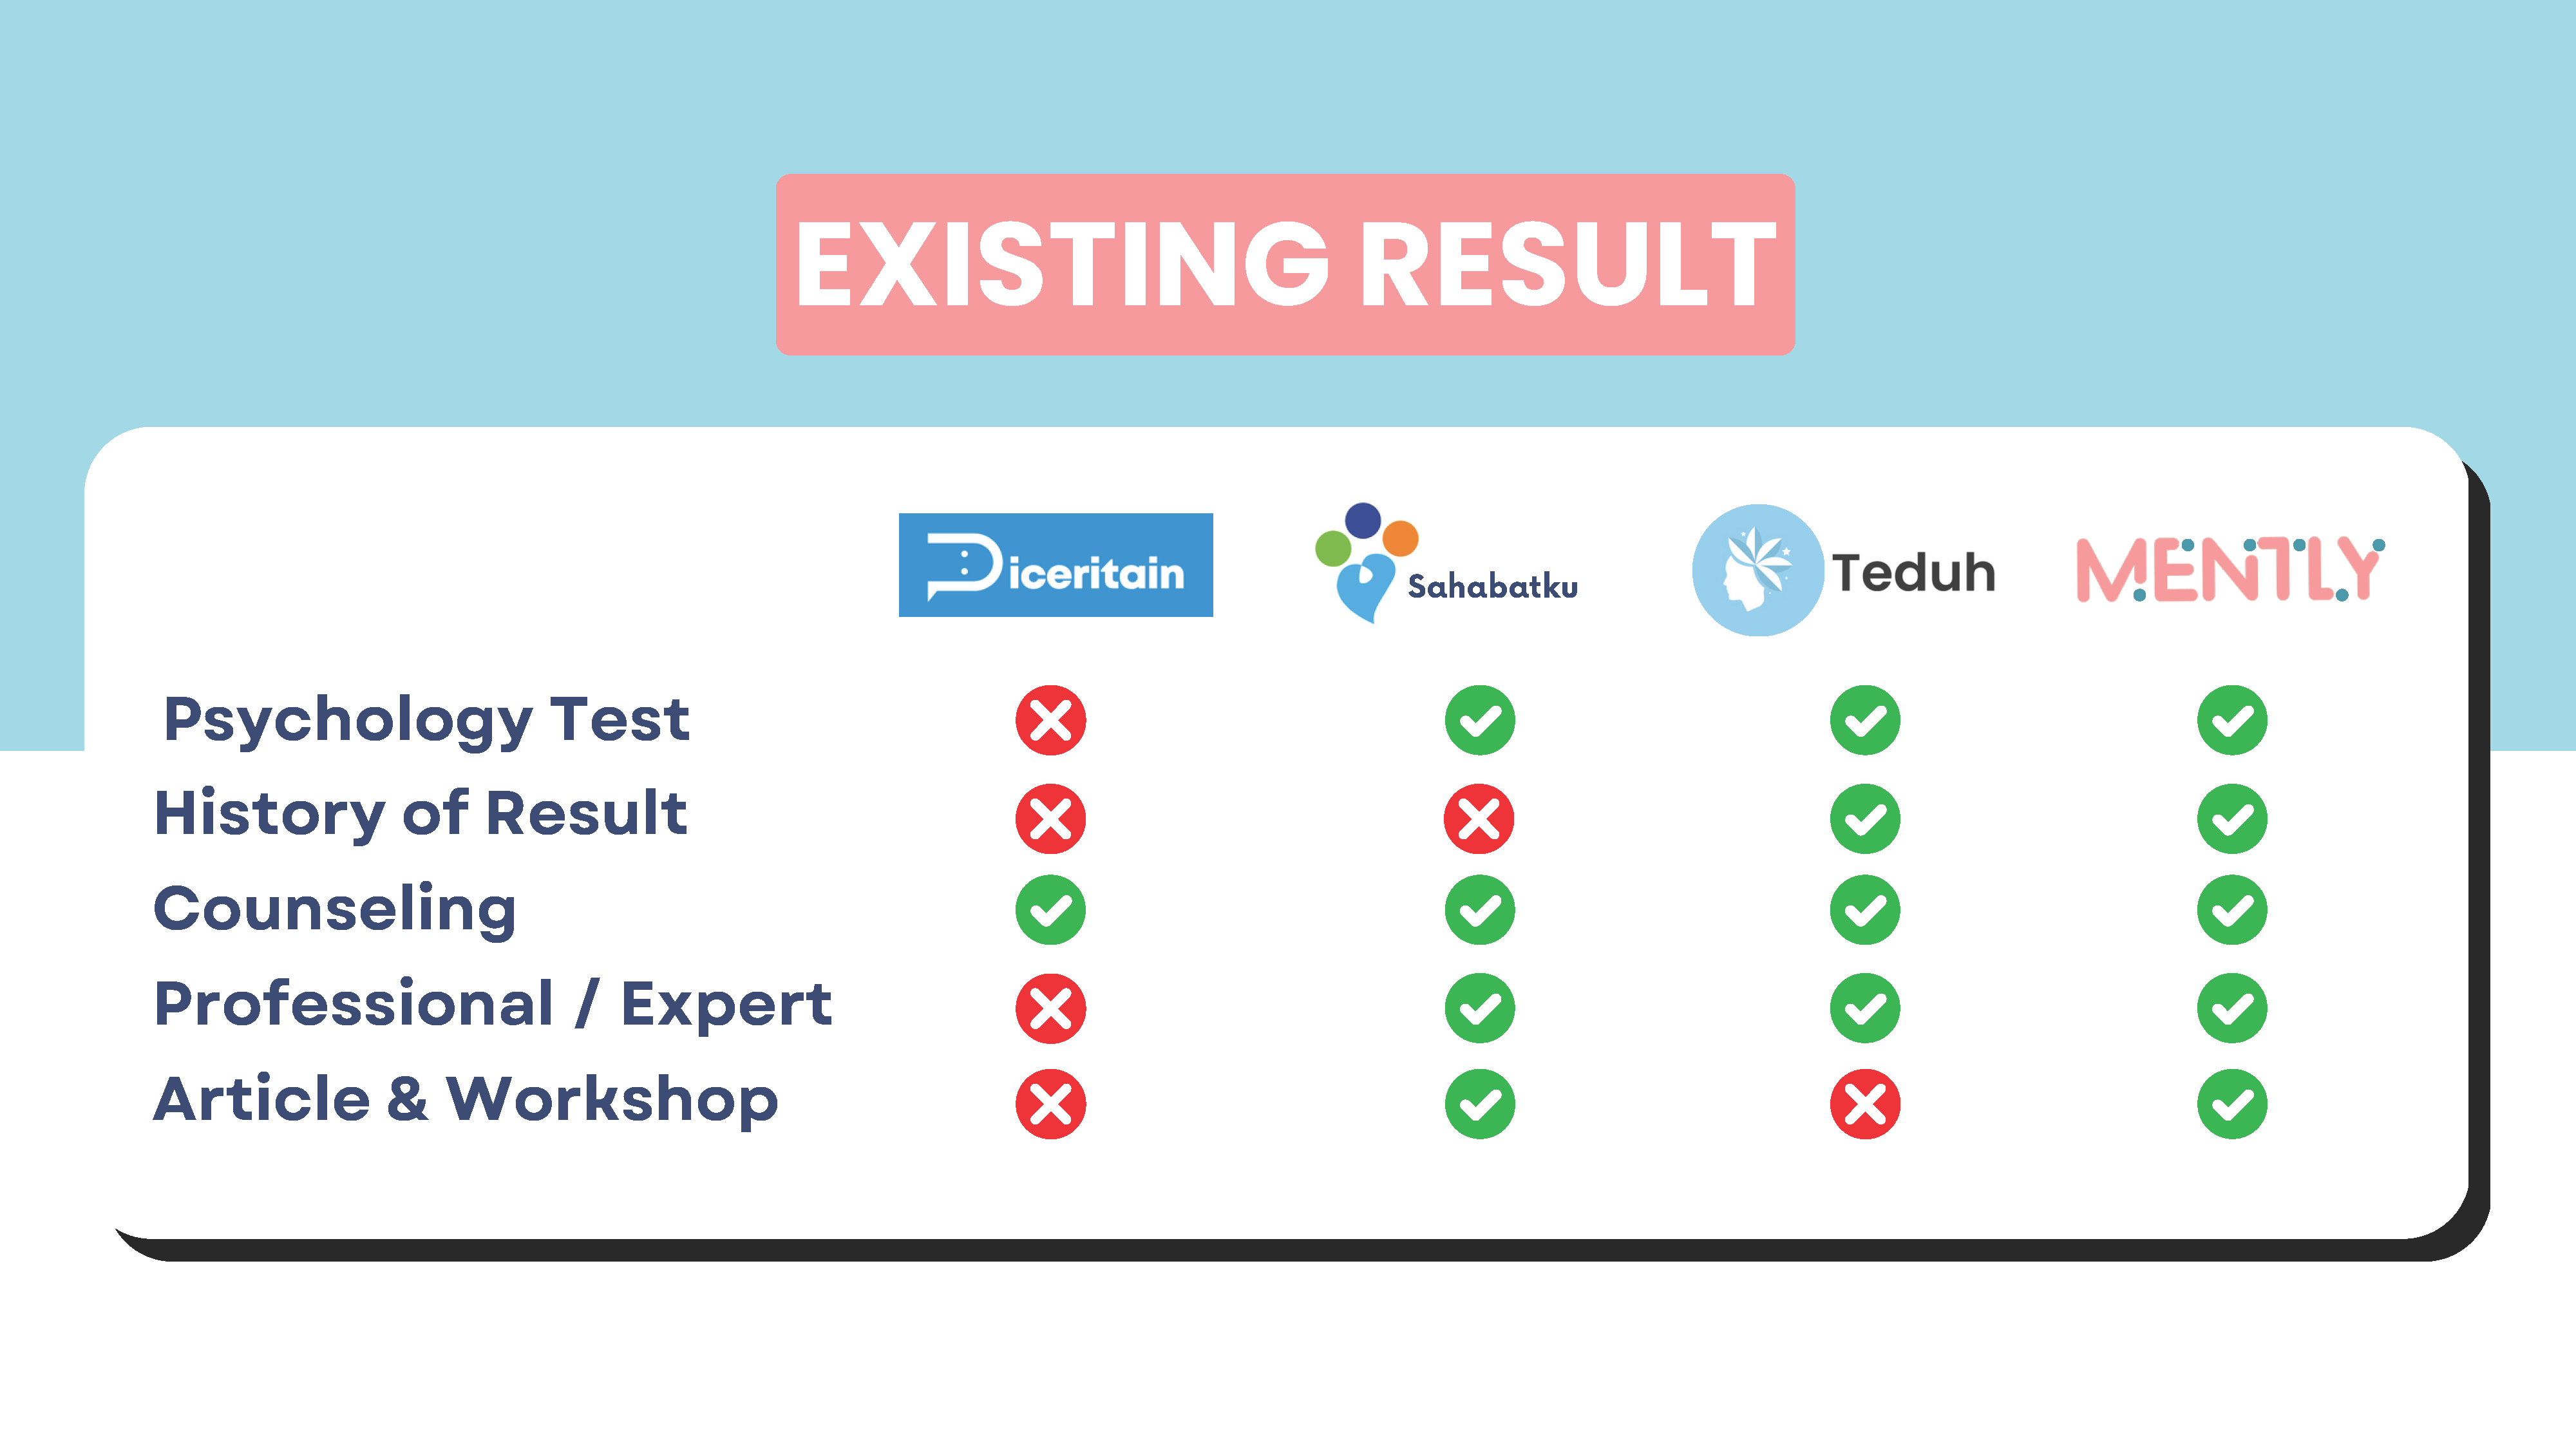 EXISTING RESULT
Diceritain Sahabatku Teduh MENTLY
Psychology Test
History of Result
Counseling
Professional / Expert
Article & Workshop